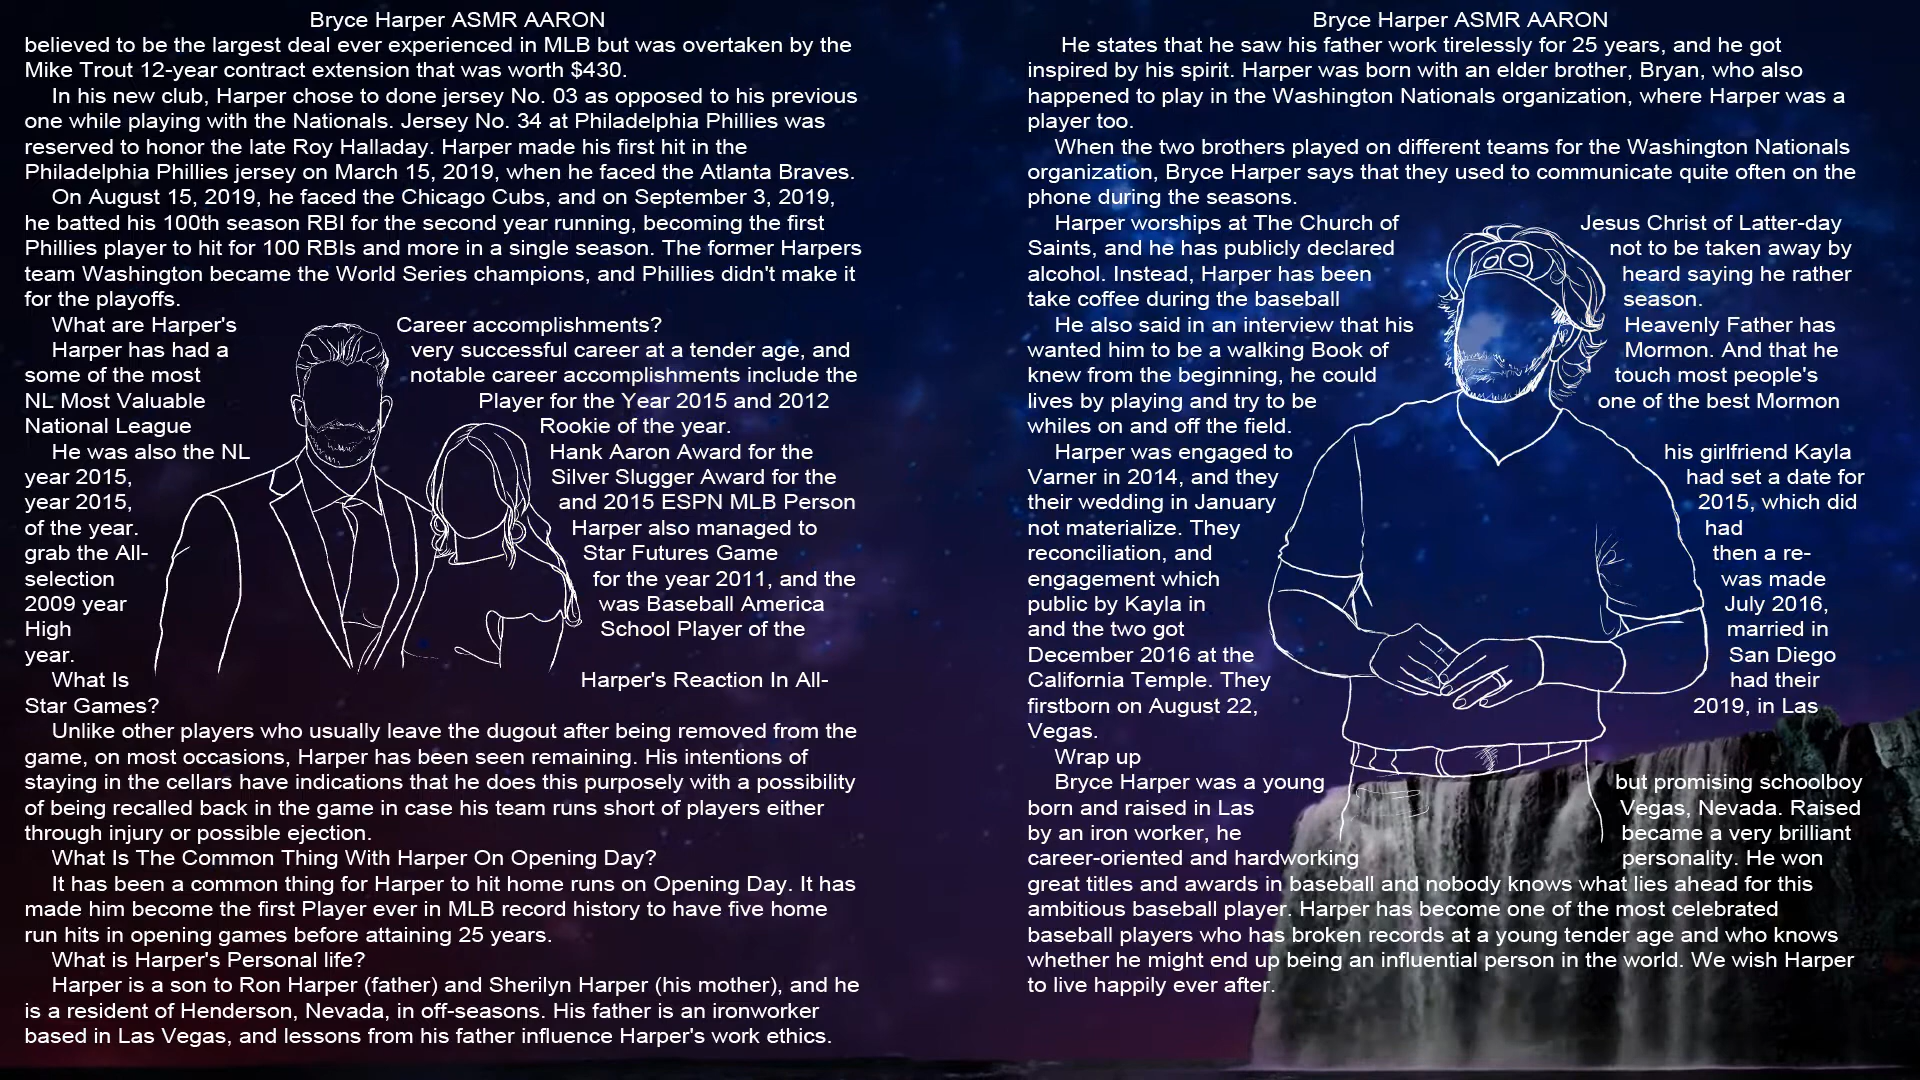 Bryce Harper ASMR AARON
believed to be the largest deal ever experienced in MLB but was overtaken by the
Mike Trout 12-year contract extension that was worth $430.
In his new club, Harper chose to done jersey No. 03 as opposed to his previous
one while playing with the Nationals. Jersey No. 34 at Philadelphia Phillies was
reserved to honor the late Roy Halladay. Harper made his first hit in the
Philadelphia Phillies jersey on March 15, 2019, when he faced the Atlanta Braves.
On August 15, 2019, he faced the Chicago Cubs, and on September 3, 2019,
he batted his 100th season RBI for the second year running, becoming the first
Phillies player to hit for 100 RBIs and more in a single season. The former Harpers
team Washington became the World Series champions, and Phillies didn't make it
for the playoffs.
What are Harper's Career accomplishments?
Harper has had a very successful career at a tender age, and
some of the most notable career accomplishments include the
NL Most Valuable Player for the Year 2015 and 2012
National League Rookie of the year.
He was also the NL Hank Aaron Award for the
year 2015, Silver Slugger Award for the
year 2015, and 2015 ESPN MLB Person
of the year. Harper also managed to
grab the All- Star Futures Game
selection for the year 2011, and the
2009 year was Baseball America
High School Player of the
year.
What Is Harper's Reaction In All-
Star Games?
Unlike other players who usually leave the dugout after being removed from the
game, on most occasions, Harper has been seen remaining. His intentions of
staying in the cellars have indications that he does this purposely with a possibility
of being recalled back in the game in case his team runs short of players either
through injury or possible ejection.
What Is The Common Thing With Harper On Opening Day?
It has been a common thing for Harper to hit home runs on Opening Day. It has
made him become the first Player ever in MLB record history to have five home
run hits in opening games before attaining 25 years.
What is Harper's Personal life?
Harper is a son to Ron Harper (father) and Sherilyn Harper (his mother), and he
is a resident of Henderson, Nevada, in off-seasons. His father is an ironworker
based in Las Vegas, and lessons from his father influence Harper's work ethics.
Bryce Harper ASMR AARON
He states that he saw his father work tirelessly for 25 years, and he got
inspired by his spirit. Harper was born with an elder brother, Bryan, who also
happened to play in the Washington Nationals organization, where Harper was a
player too.
When the two brothers played on different teams for the Washington Nationals
organization, Bryce Harper says that they used to communicate quite often on the
phone during the seasons.
Harper worships at The Church of Jesus Christ of Latter-day
Saints, and he has publicly declared not to be taken away by
alcohol. Instead, Harper has been heard saying he rather
take coffee during the baseball season.
He also said in an interview that his Heavenly Father has
wanted him to be a walking Book of Mormon. And that he
knew from the beginning, he could touch most people's
lives by playing and try to be one of the best Mormon
whiles on and off the field.
Harper was engaged to his girlfriend Kayla
Varner in 2014, and they had set a date for
their wedding in January 2015, which did
not materialize. They had
reconciliation, and then a re-
engagement which was made
public by Kayla in July 2016,
and the two got married in
December 2016 at the San Diego
California Temple. They had their
firstborn on August 22, 2019, in Las
Vegas.
Wrap up
Bryce Harper was a young but promising schoolboy
born and raised in Las Vegas, Nevada. Raised
by an iron worker, he became a very brilliant
career-oriented and hardworking personality. He won
great titles and awards in baseball and nobody knows what lies ahead for this
ambitious baseball player. Harper has become one of the most celebrated
baseball players who has broken records at a young tender age and who knows
whether he might end up being an influential person in the world. We wish Harper
to live happily ever after.